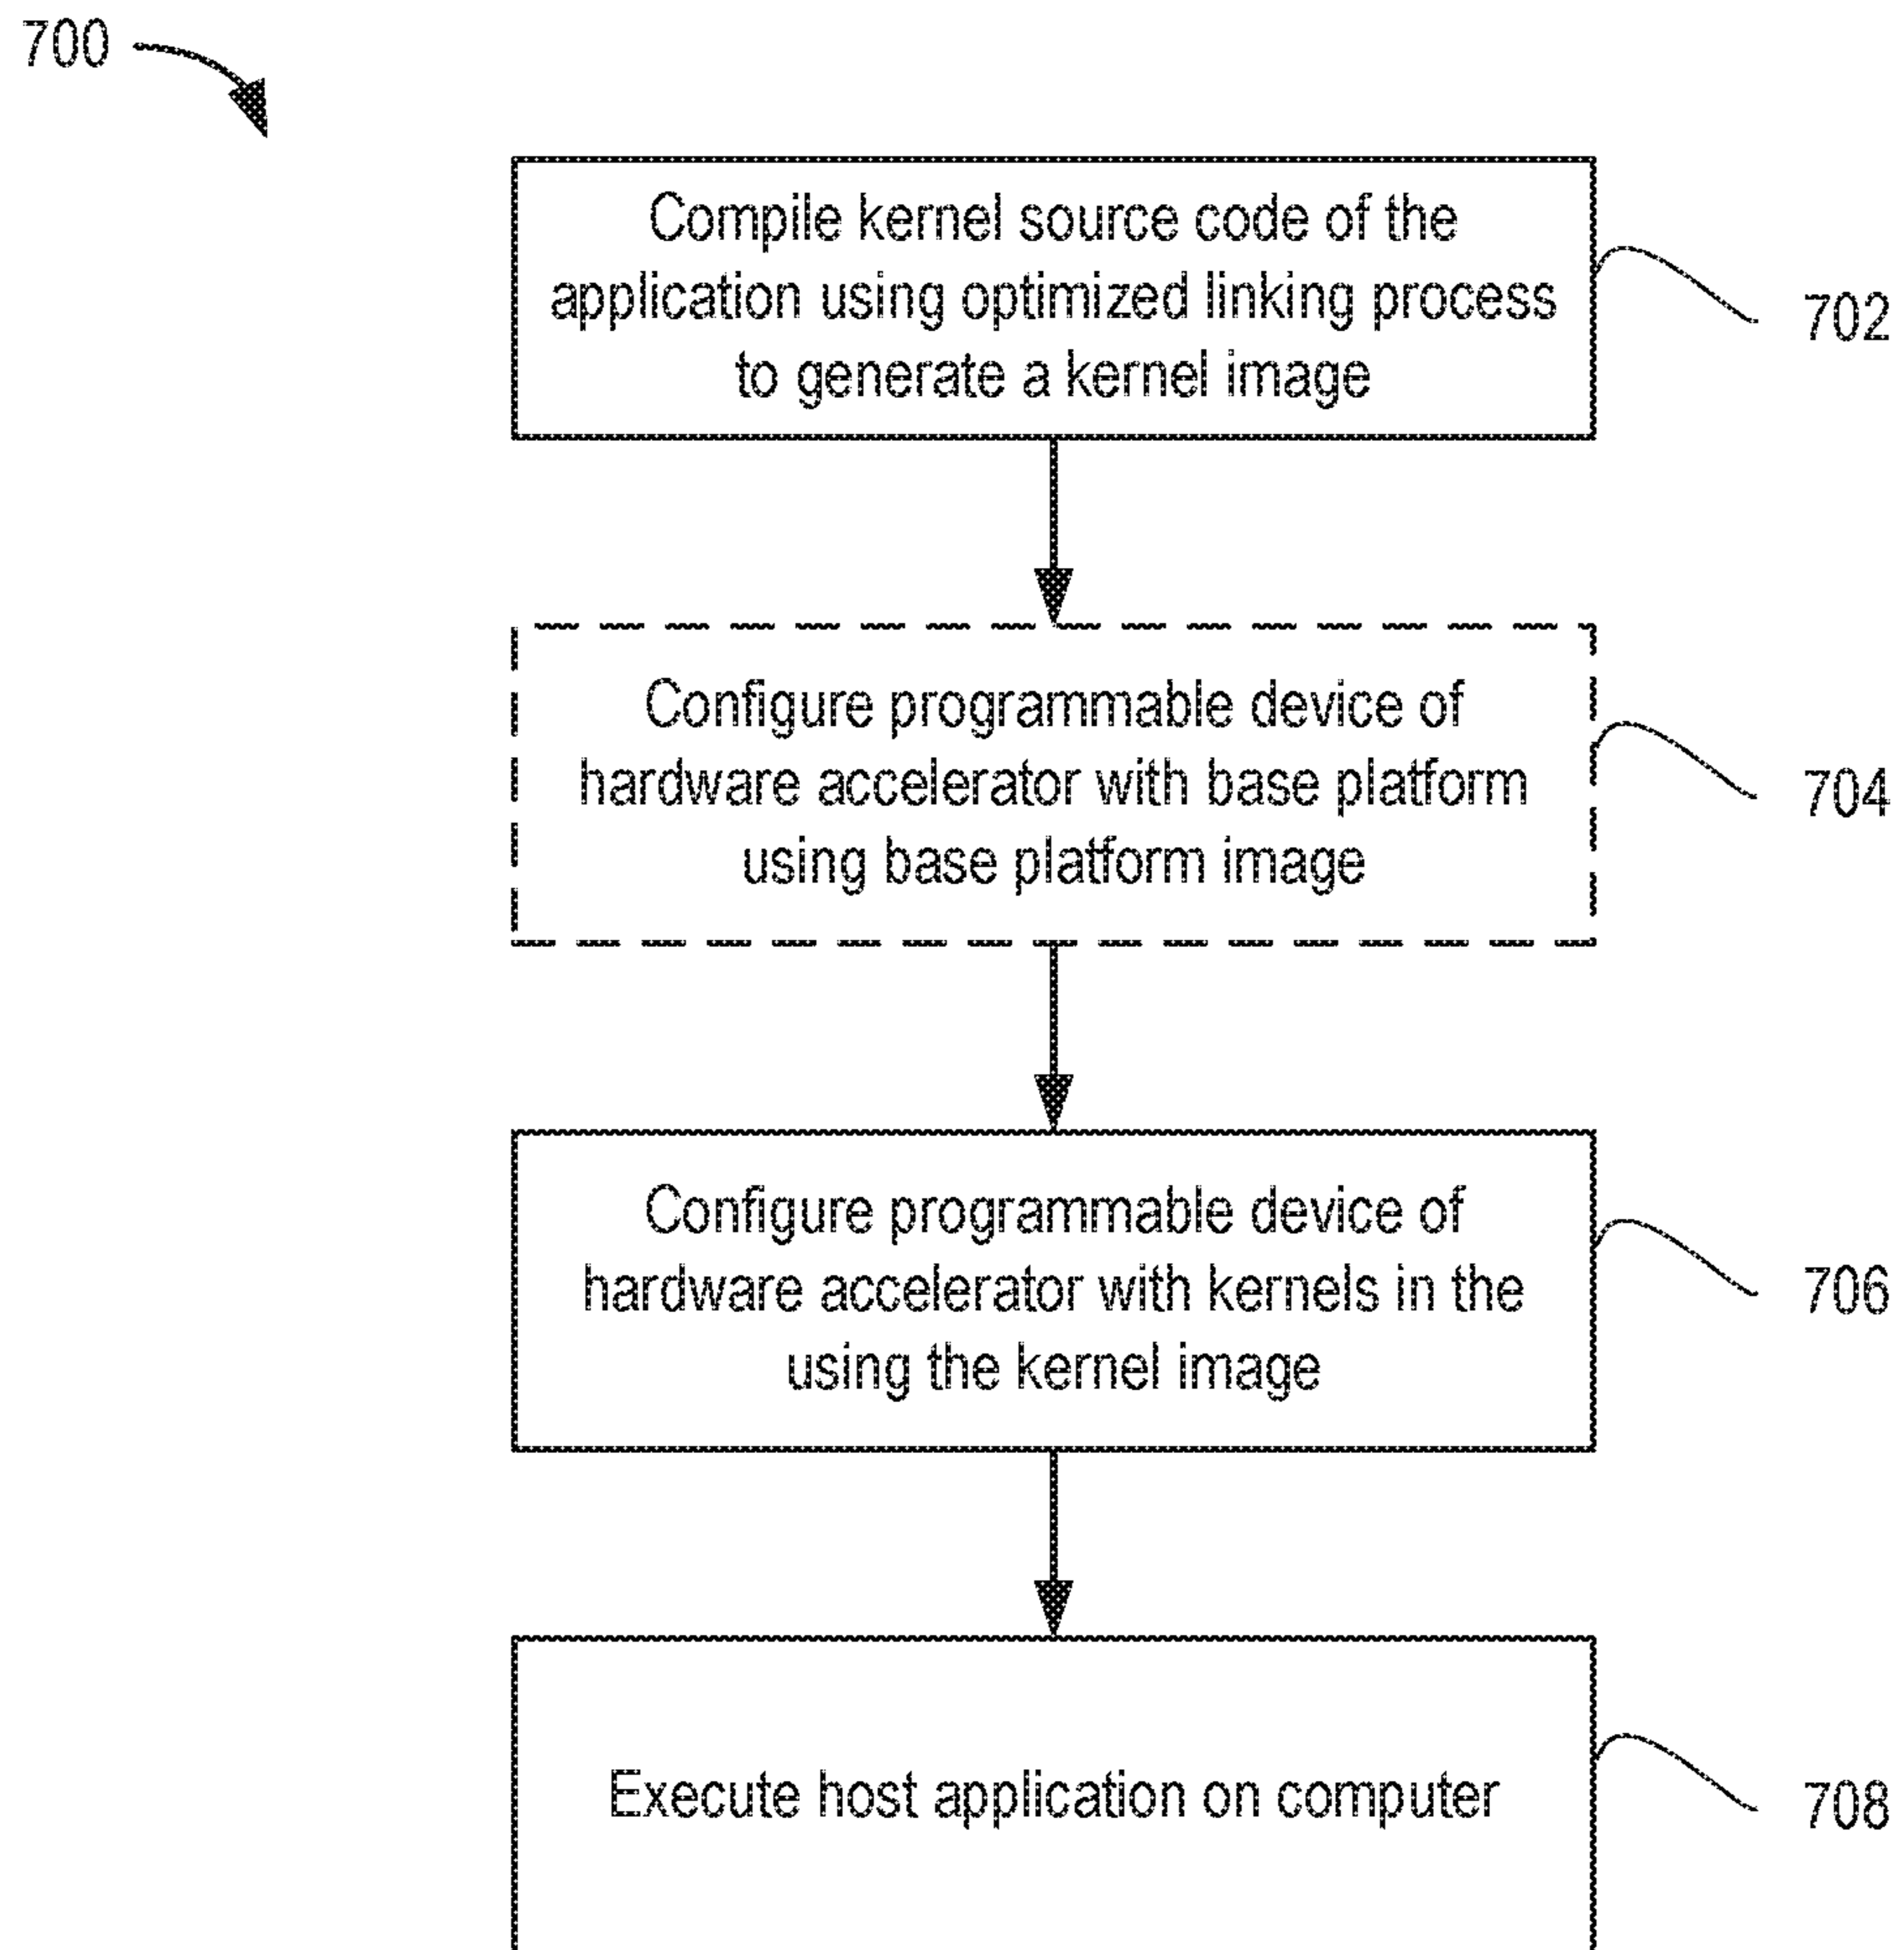 700
Compile kernel source code of the
application using optimized linking process
to generate a kernel image
702
Configure programmable device of
hardware accelerator with base platform
using base platform image
704
Configure programmable device of
hardware accelerator with kernels in the
using the kernel image
706
Execute host application on computer
708